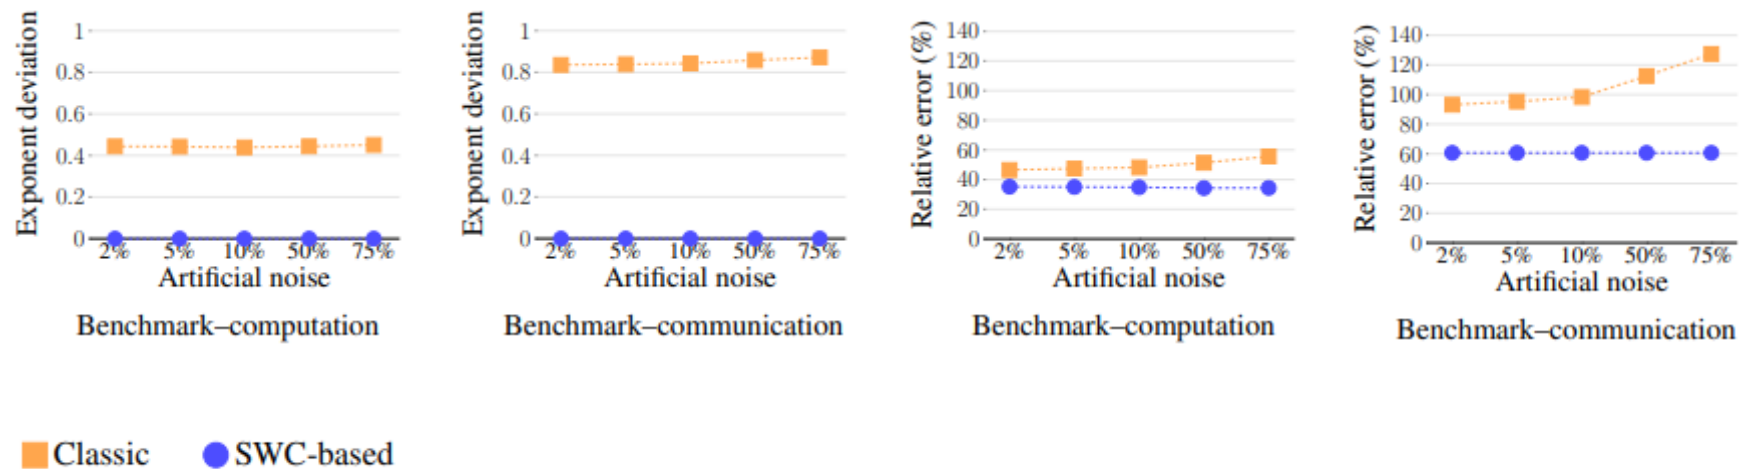 Exponent deviation
1
0.8
0.6
0.4
0.2
0
2% 5% 10% 50% 75%
Artificial noise
Benchmark–computation
Exponent deviation
1
0.8
0.6
0.4
0.2
0
2% 5% 10% 50% 75%
Artificial noise
Benchmark–communication
Relative error (%)
140
120
100
80
60
40
20
0
2% 5% 10% 50% 75%
Artificial noise
Benchmark–computation
Relative error (%)
140
120
100
80
60
40
20
0
2% 5% 10% 50% 75%
Artificial noise
Benchmark–communication
Classic SWC-based